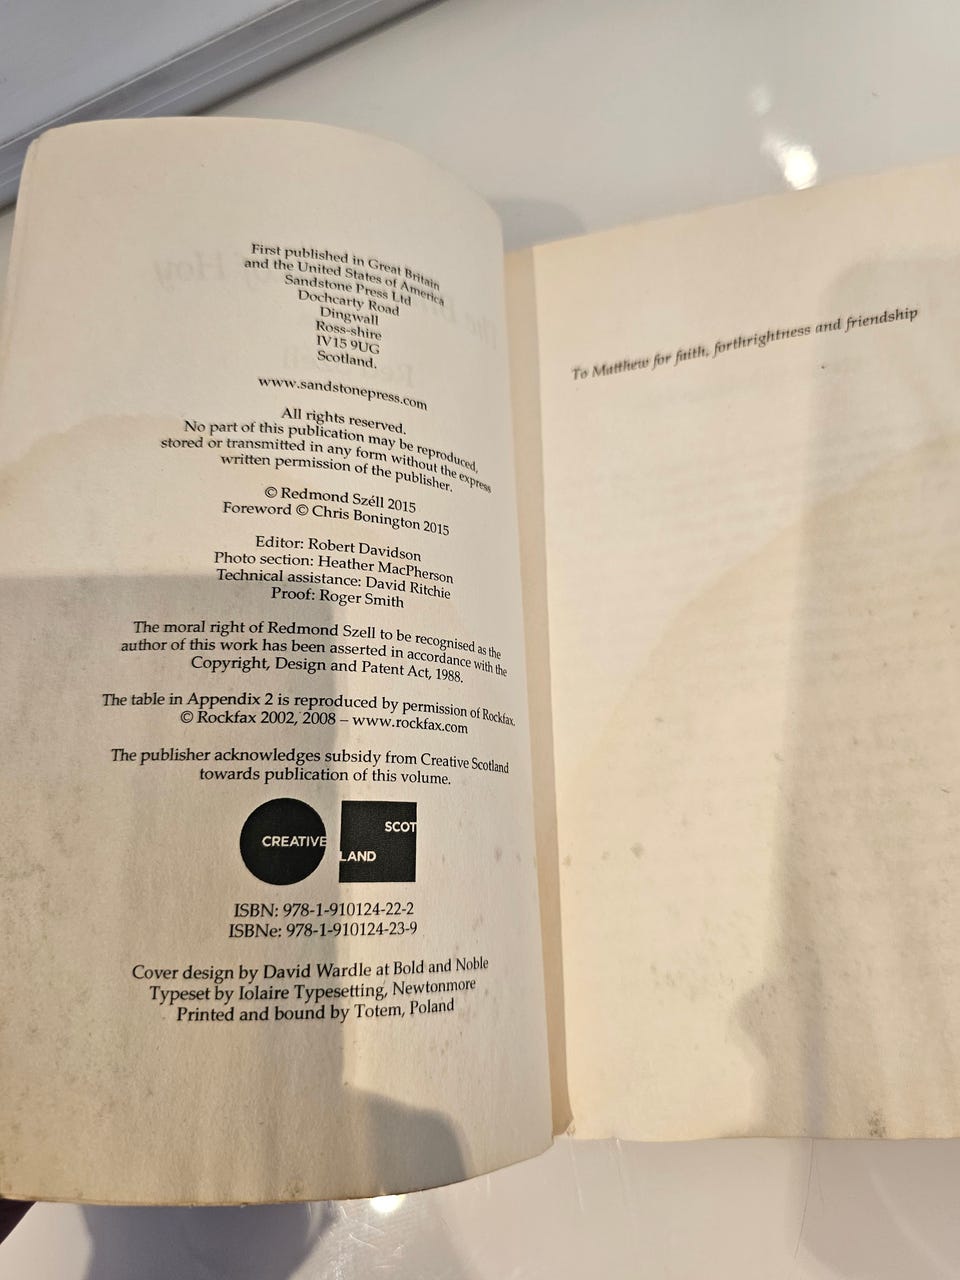 First published in Great Britain
and the United States of America
Sandstone Press Ltd
Dochcarty Road
Dingwall
Ross-shire
IV15 9UG
Scotland.
www.sandstonepress.com
All rights reserved.
No part of this publication may be reproduced,
stored or transmitted in any form without the express
written permission of the publisher.
© Redmond Széll 2015
Foreword © Chris Bonington 2015
Editor: Robert Davidson
Photo section: Heather MacPherson
Technical assistance: David Ritchie
Proof: Roger Smith
The moral right of Redmond Szell to be recognised as the
author of this work has been asserted in accordance with the
Copyright, Design and Patent Act, 1988.
The table in Appendix 2 is reproduced by permission of Rockfax.
© Rockfax 2002, 2008 – www.rockfax.com
The publisher acknowledges subsidy from Creative Scotland
towards publication of this volume.
CREATIVE
SCOT
LAND
ISBN: 978-1-910124-22-2
ISBNe: 978-1-910124-23-9
Cover design by David Wardle at Bold and Noble
Typeset by Iolaire Typesetting, Newtonmore
Printed and bound by Totem, Poland
To Matthew for faith, forthrightness and friendship